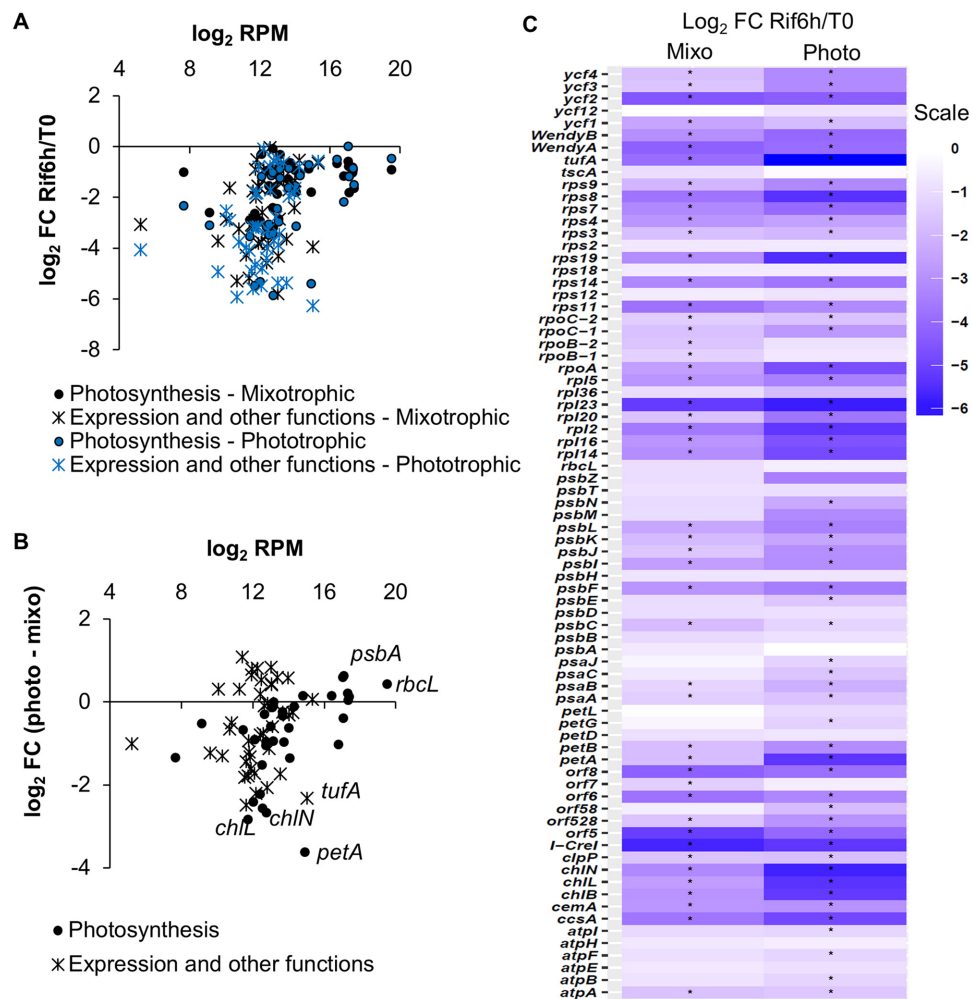 A
log2 RPM
4 8 12 16 20
2
0
-2
-4
-6
-8
log2 FC Rif6h/T0
Photosynthesis - Mixotrophic
Expression and other functions - Mixotrophic
Photosynthesis - Phototrophic
Expression and other functions - Phototrophic
B
log2 RPM
4 8 12 16 20
2
0
-2
-4
log2 FC (photo - mixo)
psbA
rbcL
tufA
chlL
chlN
petA
Photosynthesis
Expression and other functions
C
Log2 FC Rif6h/T0
Mixo Photo
ycf4
ycf3
ycf2
ycf12
ycf1
WendyB
WendyA
tufA
tscA
rps9
rps8
rps7
rps4
rps3
rps2
rps19
rps18
rps14
rps12
rps11
rpoC-2
rpoC-1
rpoB-2
rpoB-1
rpoA
rpl5
rpl36
rpl23
rpl20
rpl2
rpl16
rpl14
rbcL
psbZ
psbT
psbN
psbM
psbL
psbK
psbJ
psbI
psbH
psbF
psbE
psbD
psbC
psbB
psbA
psaJ
psaC
psaB
psaA
petL
petG
petD
petB
petA
orf8
orf7
orf6
orf58
orf528
orf5
I-CreI
clpP
chlN
chlL
chlB
cemA
ccsA
atpI
atpH
atpF
atpE
atpB
atpA
Scale
0
-1
-2
-3
-4
-5
-6